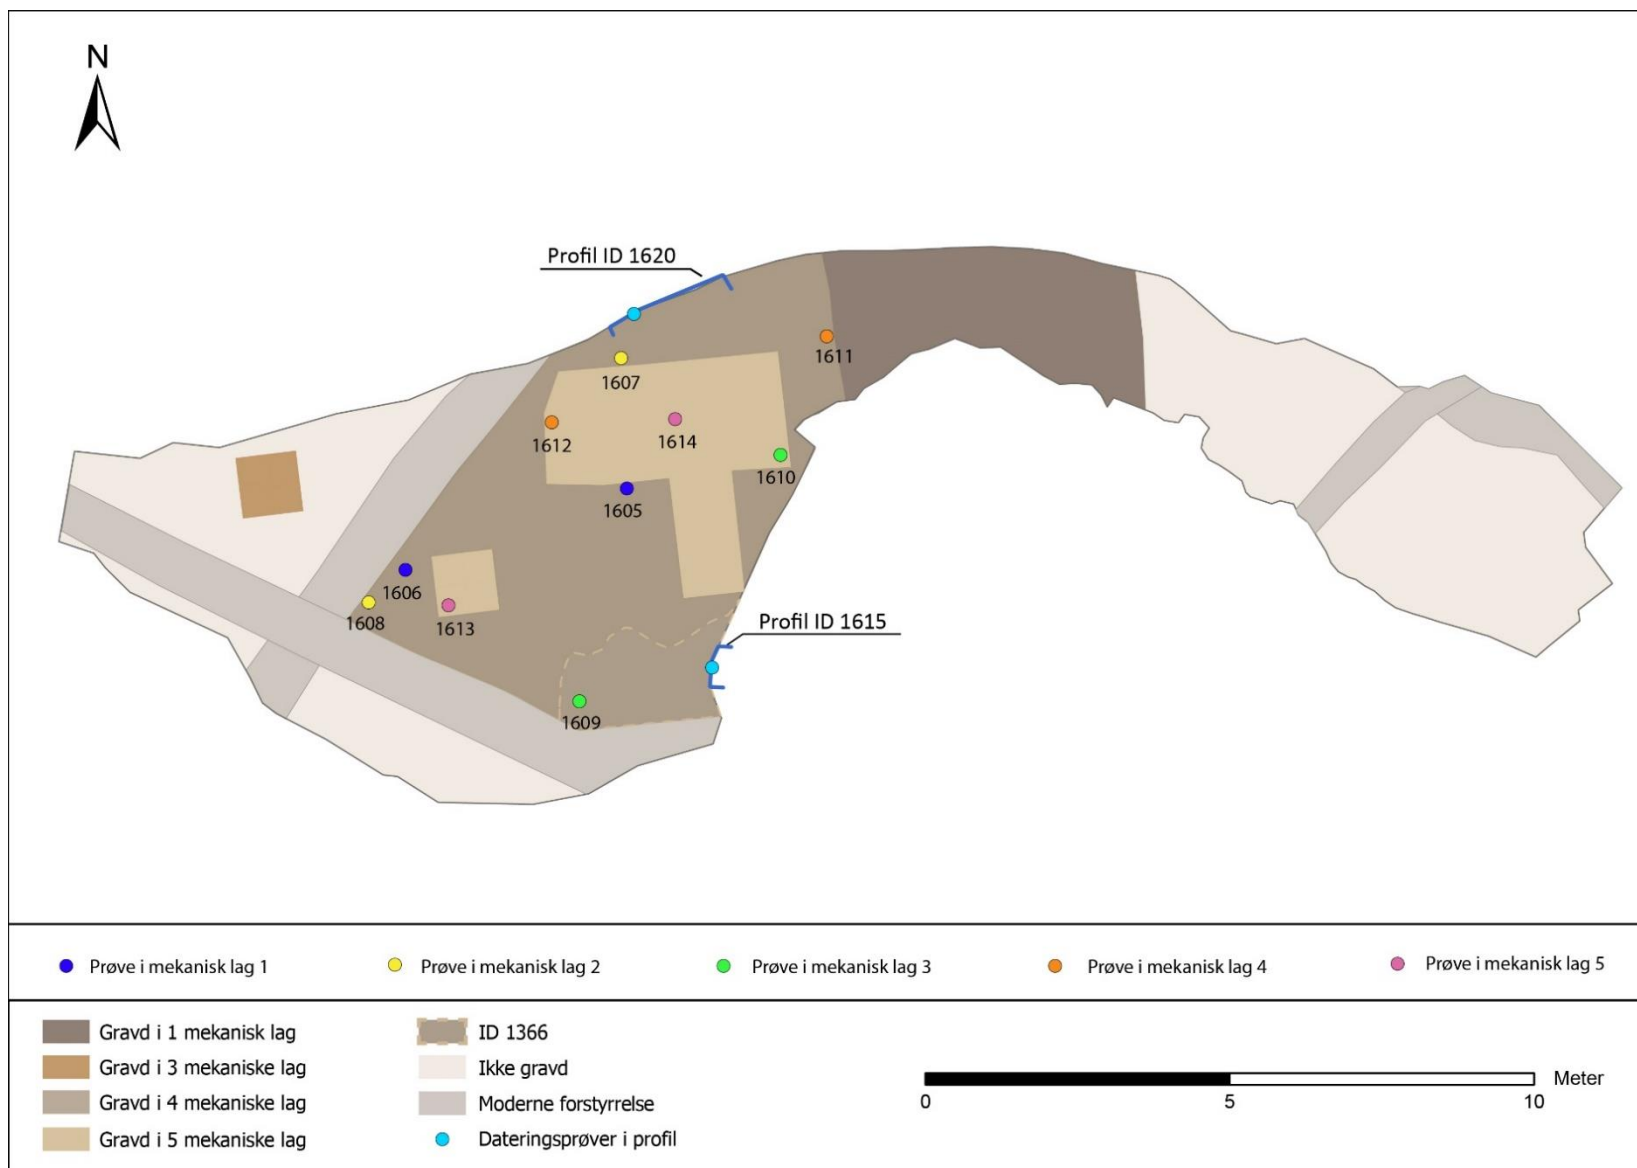 N
Profil ID 1620
1611
1607
1612
1614
1610
1605
1606
1608
1613
Profil ID 1615
1609
Prøve i mekanisk lag 1
Prøve i mekanisk lag 2
Prøve i mekanisk lag 3
Prøve i mekanisk lag 4
Prøve i mekanisk lag 5
Gravd i 1 mekanisk lag
Gravd i 3 mekaniske lag
Gravd i 4 mekaniske lag
Gravd i 5 mekaniske lag
ID 1366
Ikke gravd
Moderne forstyrrelse
Dateringsprøver i profil
Meter
0 5 10